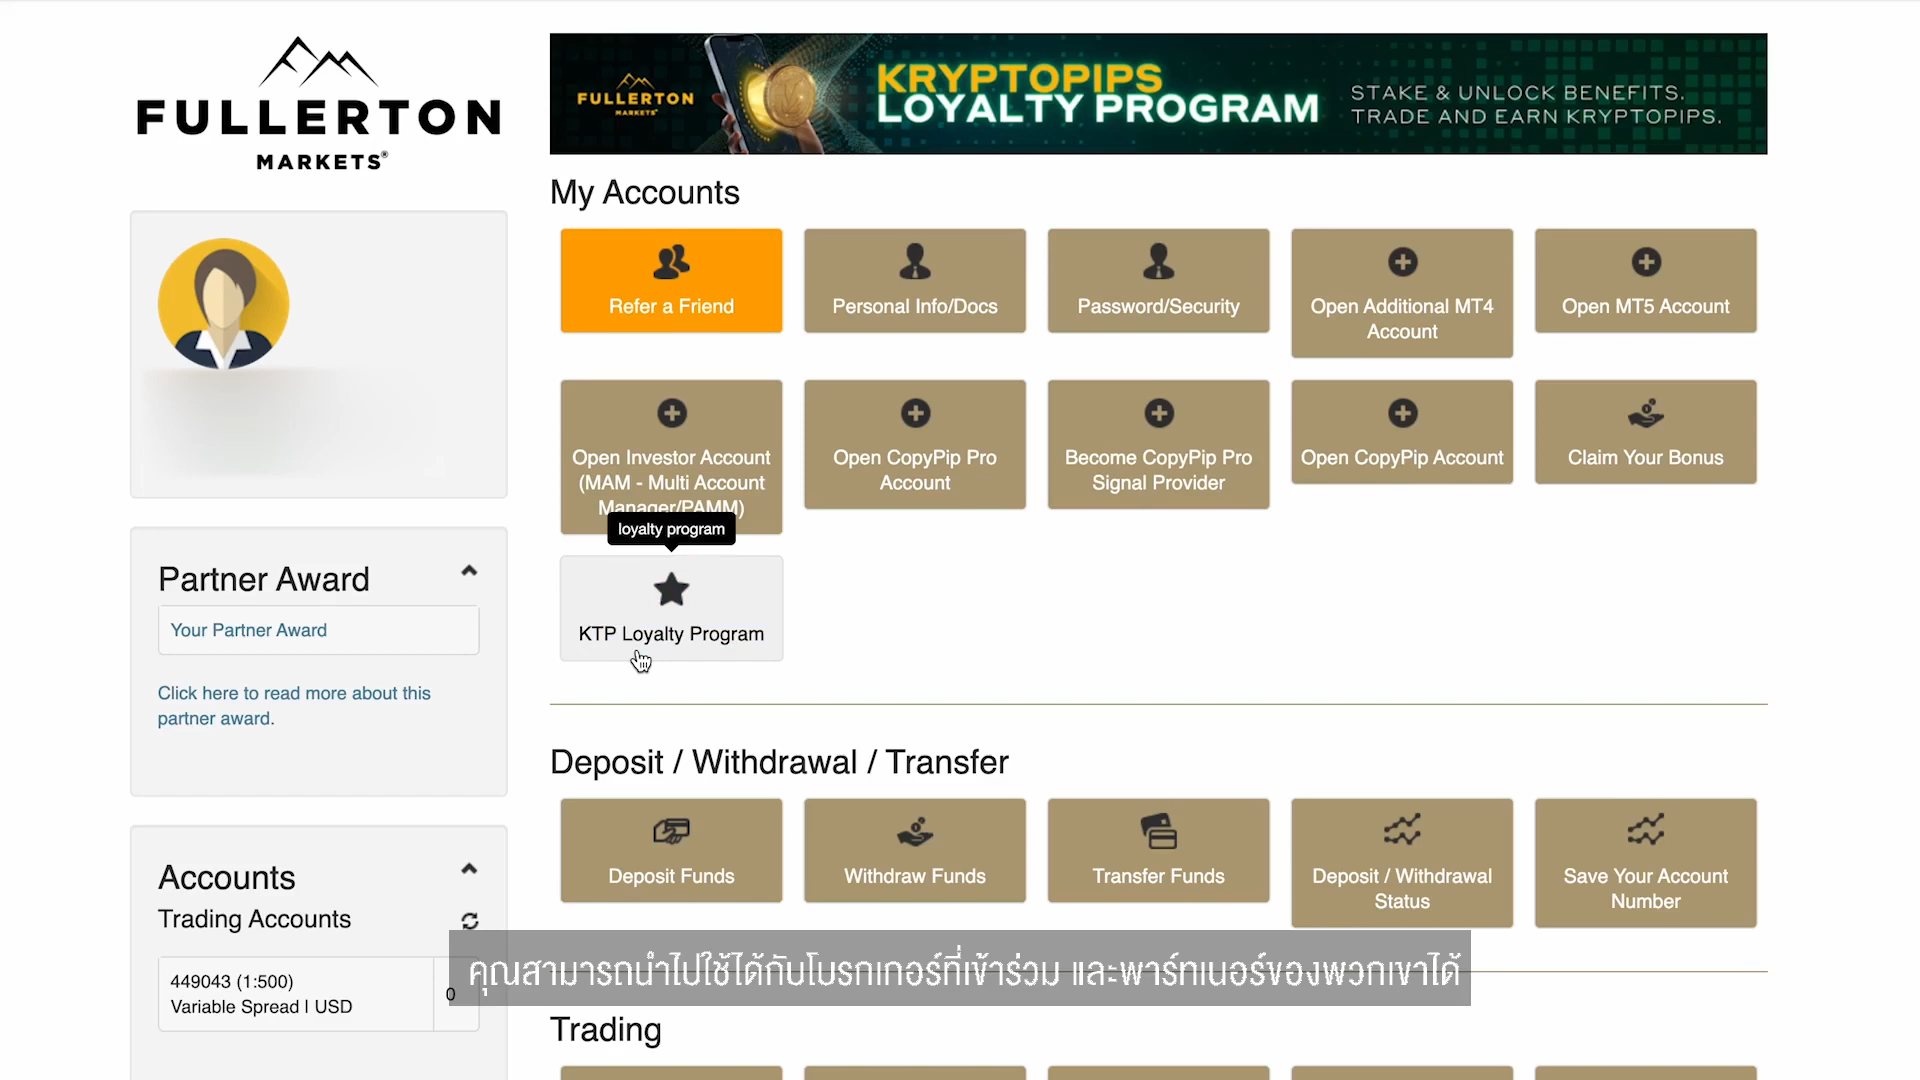 FULLERTON
MARKETS®
FULLERTON
MARKETS
KRYPTOPIPS
LOYALTY PROGRAM
STAKE & UNLOCK BENEFITS.
TRADE AND EARN KRYPTOPIPS.
My Accounts
Refer a Friend
Personal Info/Docs
Password/Security
Open Additional MT4
Account
Open MT5 Account
Open Investor Account
(MAM - Multi Account
Manager/PAMM)
Open CopyPip Pro
Account
Become CopyPip Pro
Signal Provider
Open CopyPip Account
Claim Your Bonus
loyalty program
KTP Loyalty Program
Partner Award
Your Partner Award
Click here to read more about this
partner award.
Deposit / Withdrawal / Transfer
Deposit Funds
Withdraw Funds
Transfer Funds
Deposit / Withdrawal
Status
Save Your Account
Number
Accounts
Trading Accounts
449043 (1:500)
Variable Spread | USD
0
คุณสามารถนำไปใช้ได้กับโบรกเกอร์ที่เข้าร่วม และพาร์ทเนอร์ของพวกเขาได้
Trading